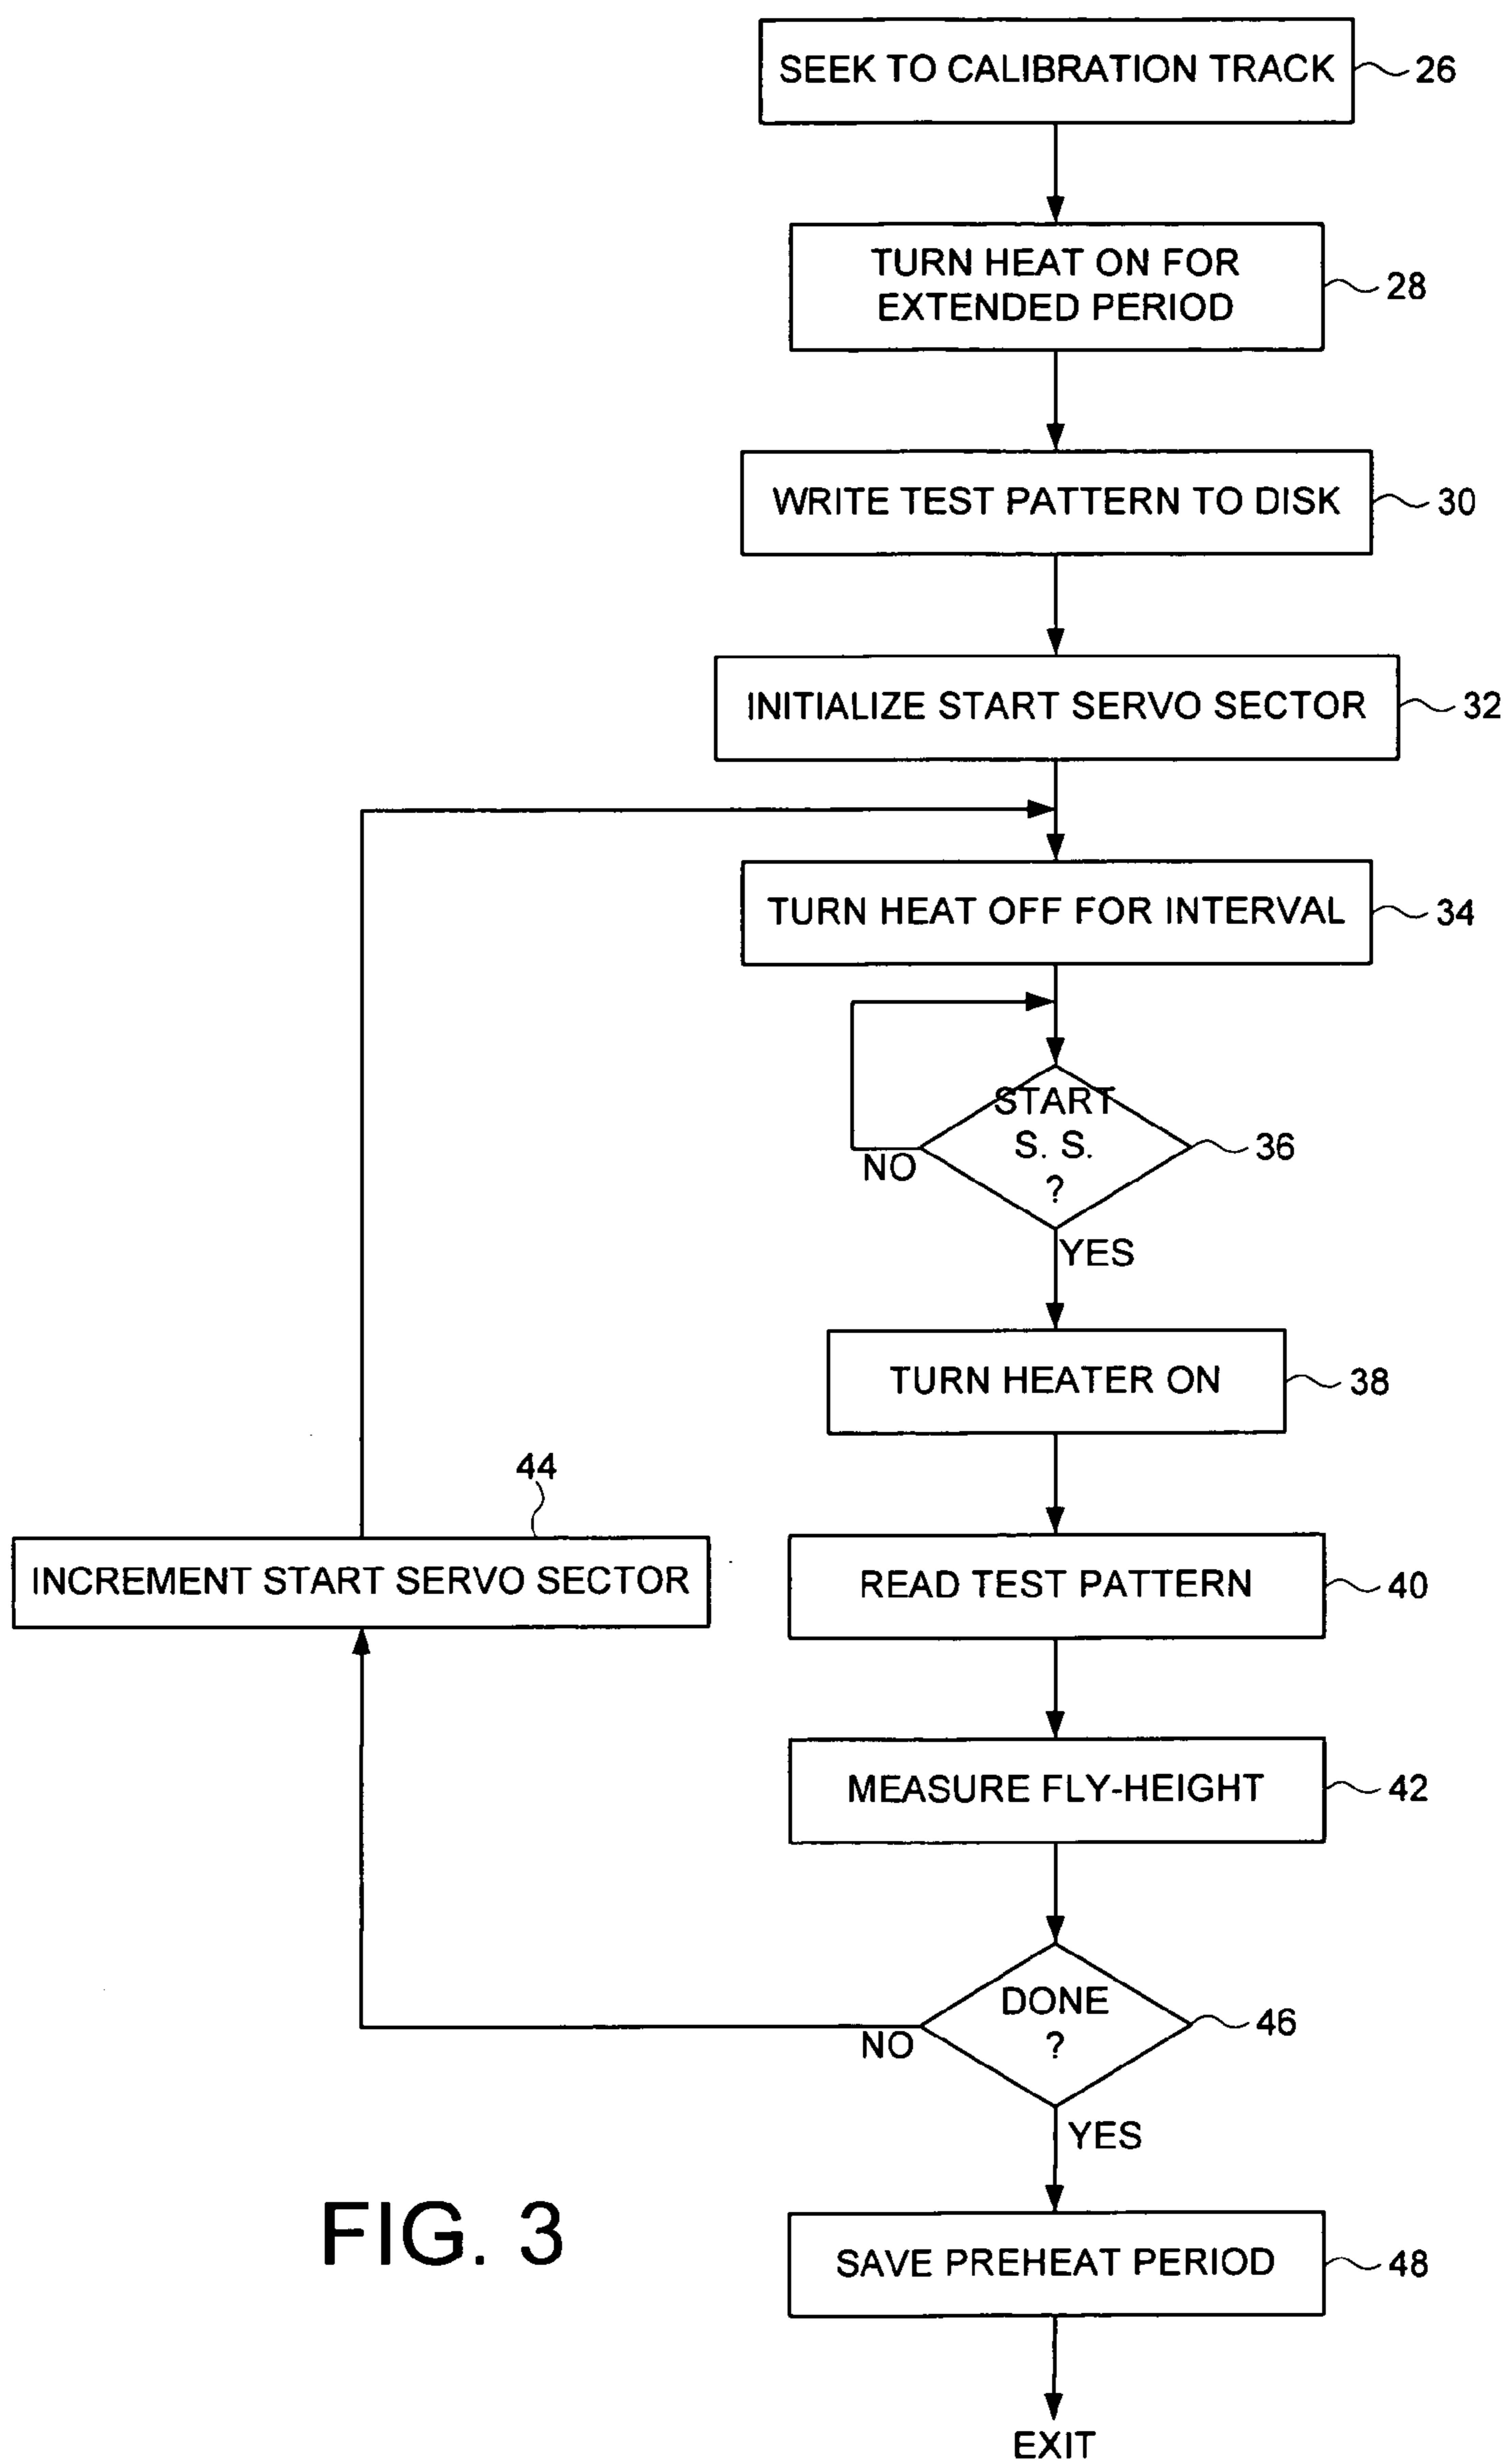 SEEK TO CALIBRATION TRACK
26
TURN HEAT ON FOR
EXTENDED PERIOD
28
WRITE TEST PATTERN TO DISK
30
INITIALIZE START SERVO SECTOR
32
TURN HEAT OFF FOR INTERVAL
34
START
S. S.
?
36
NO
YES
TURN HEATER ON
38
44
INCREMENT START SERVO SECTOR
READ TEST PATTERN
40
MEASURE FLY-HEIGHT
42
DONE
?
46
NO
YES
FIG. 3
SAVE PREHEAT PERIOD
48
EXIT